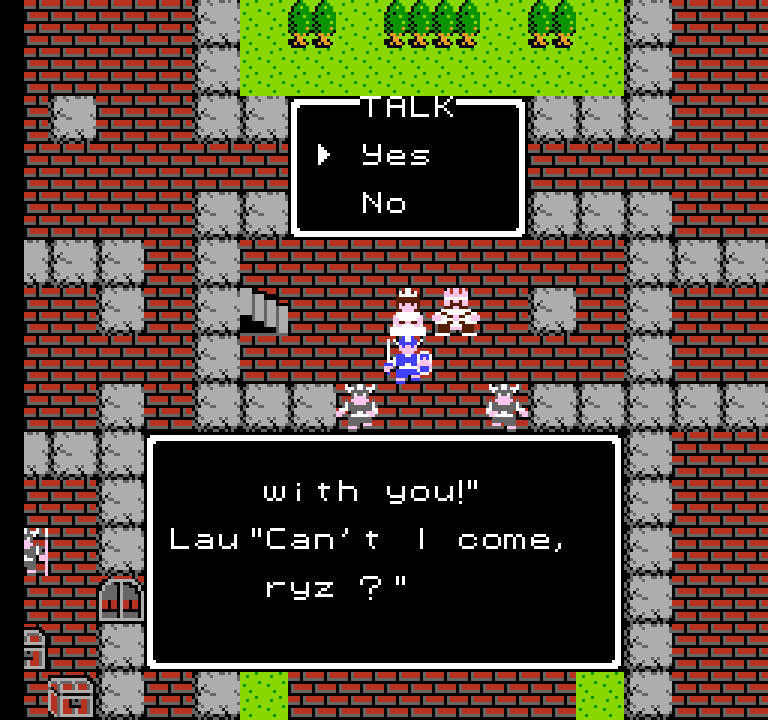 TALK
Yes
No
with you!"
Lau "Can't I come,
ryz ?"